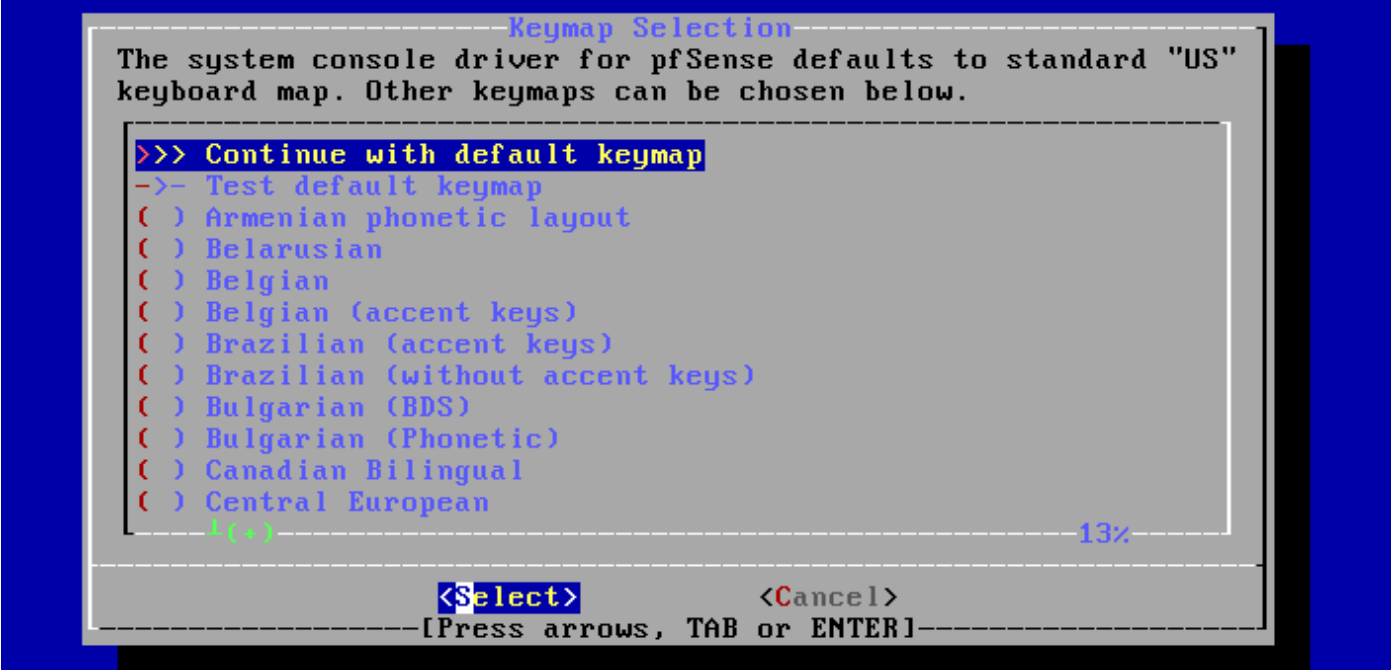 Keymap Selection
The system console driver for pfSense defaults to standard "US"
keyboard map. Other keymaps can be chosen below.
>>> Continue with default keymap
->- Test default keymap
( ) Armenian phonetic layout
( ) Belarusian
( ) Belgian
( ) Belgian (accent keys)
( ) Brazilian (accent keys)
( ) Brazilian (without accent keys)
( ) Bulgarian (BDS)
( ) Bulgarian (Phonetic)
( ) Canadian Bilingual
( ) Central European
┴(+) 13%
<Select> <Cancel>
[Press arrows, TAB or ENTER]